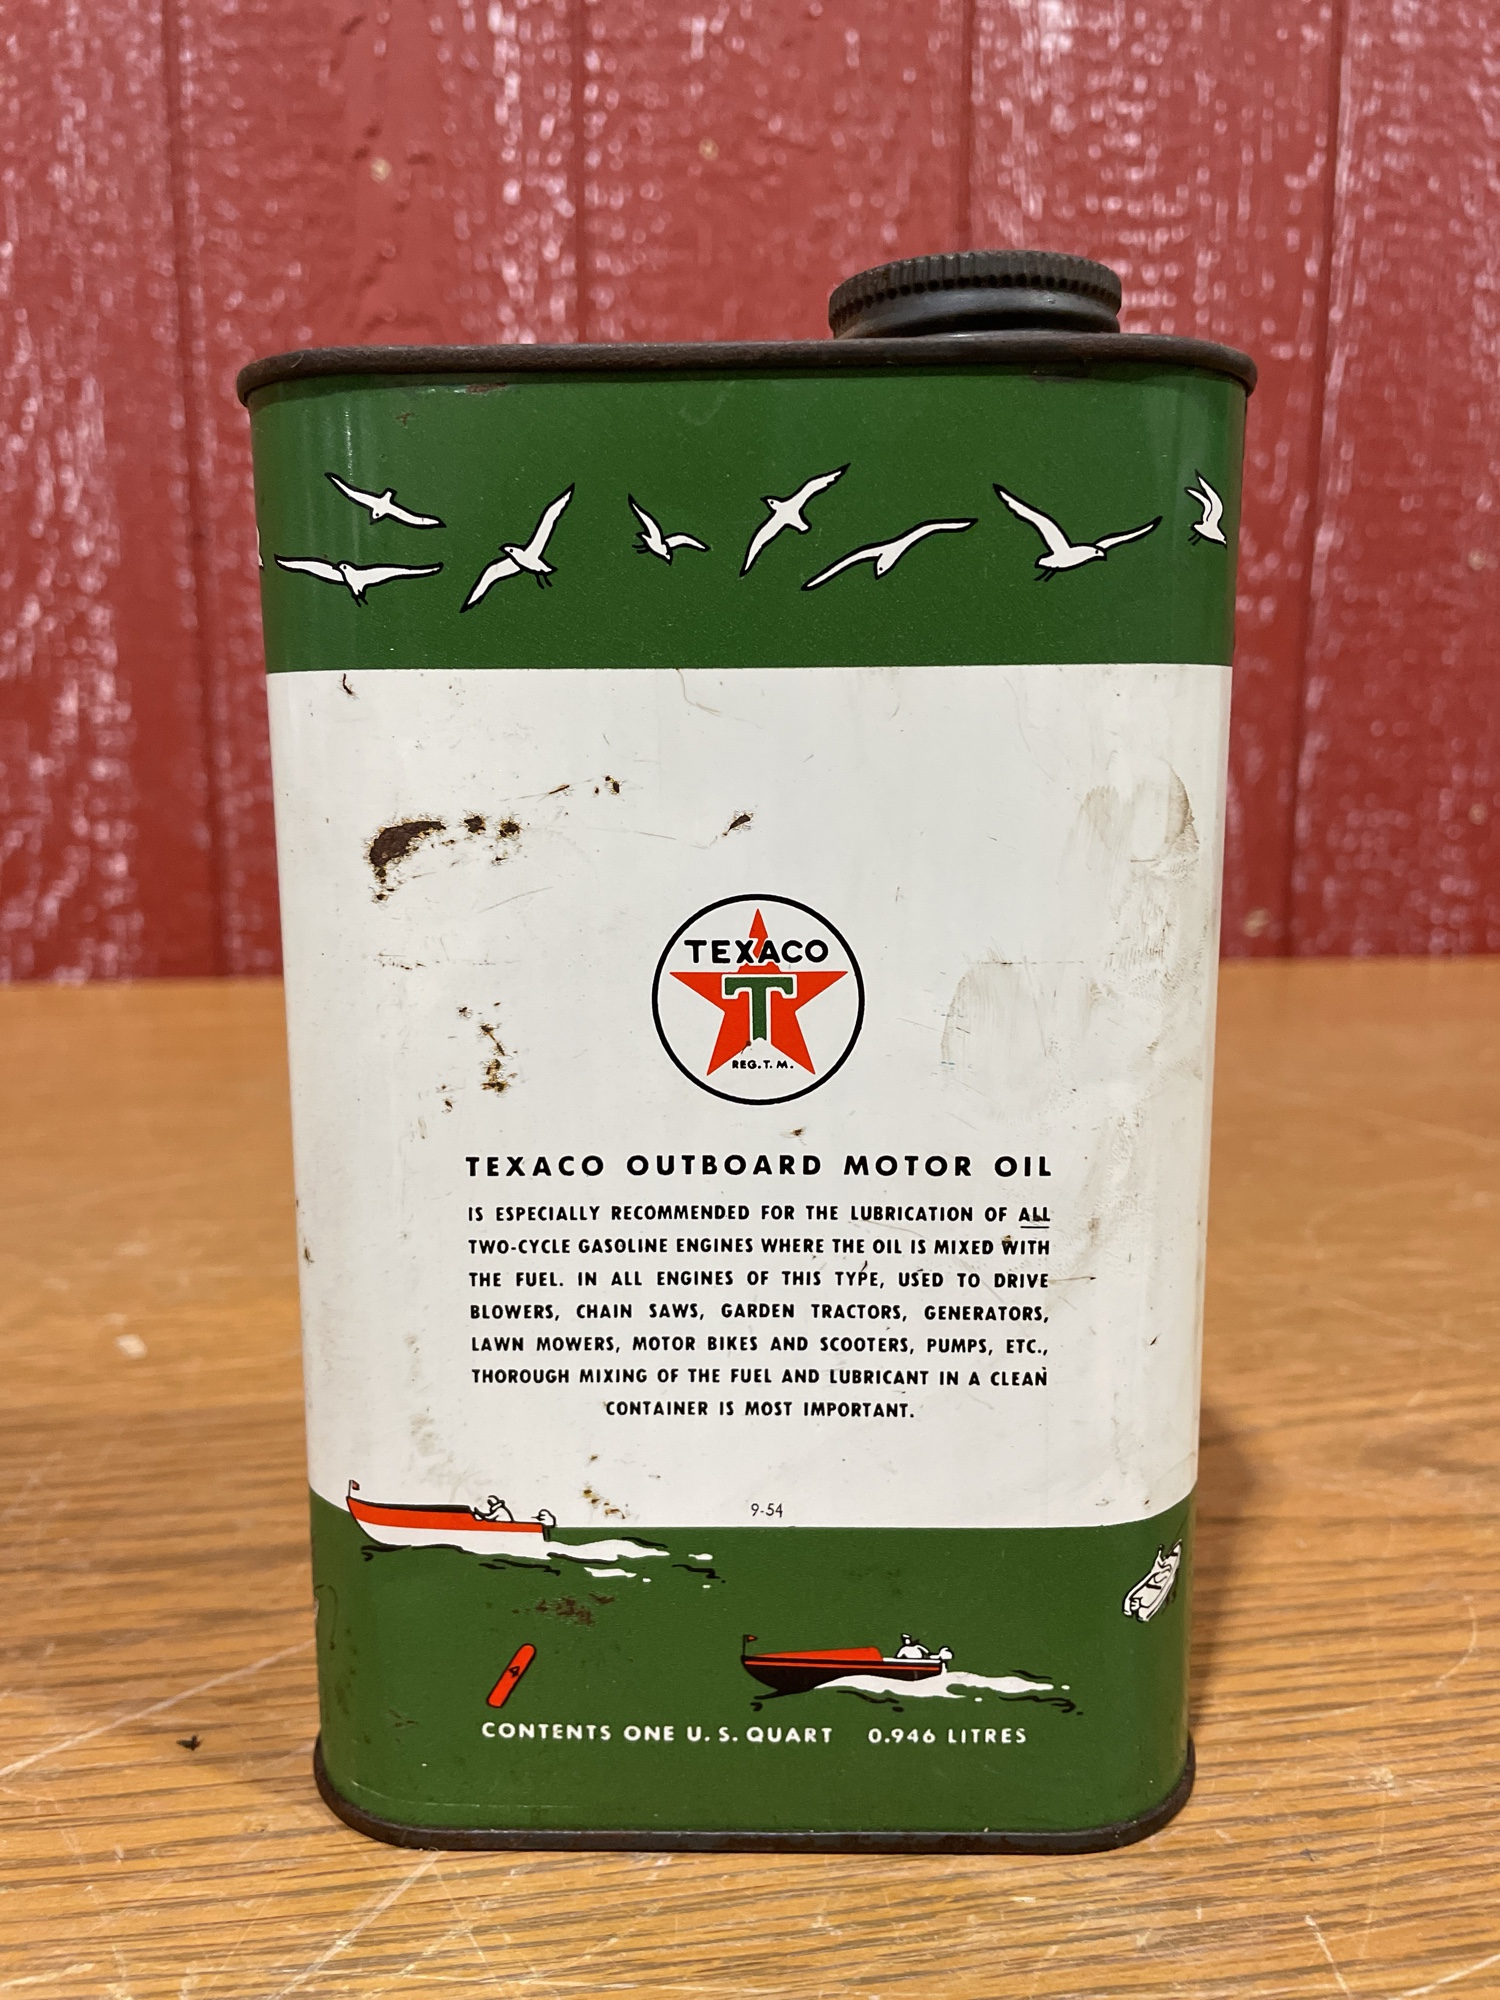 TEXACO
T
REG. T. M.
TEXACO OUTBOARD MOTOR OIL
IS ESPECIALLY RECOMMENDED FOR THE LUBRICATION OF ALL
TWO-CYCLE GASOLINE ENGINES WHERE THE OIL IS MIXED WITH
THE FUEL. IN ALL ENGINES OF THIS TYPE, USED TO DRIVE
BLOWERS, CHAIN SAWS, GARDEN TRACTORS, GENERATORS,
LAWN MOWERS, MOTOR BIKES AND SCOOTERS, PUMPS, ETC.,
THOROUGH MIXING OF THE FUEL AND LUBRICANT IN A CLEAN
CONTAINER IS MOST IMPORTANT.
9-54
4
CONTENTS ONE U. S. QUART 0.946 LITRES